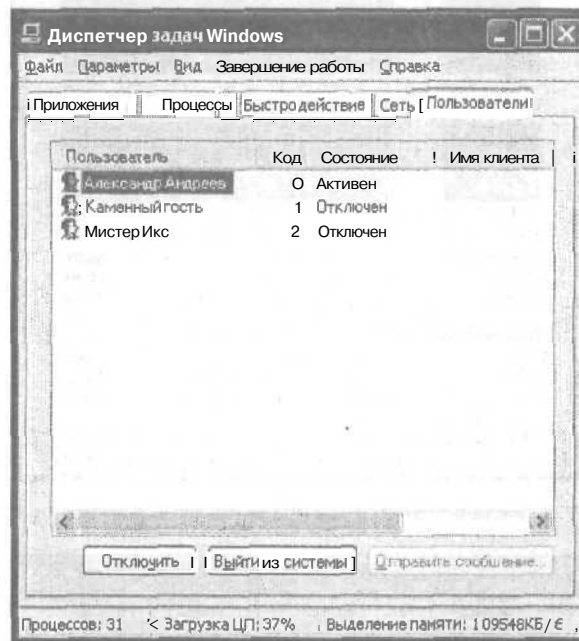 Диспетчер задач Windows
Файл Параметры Вид Завершение работы Справка
Приложения Процессы Быстродействие Сеть Пользователи
Пользователь Код Состояние Имя клиента
Александр Андреев 0 Активен
Каменный гость 1 Отключен
Мистер Икс 2 Отключен
Отключить Выйти из системы Отправить сообщение...
Процессов: 31 Загрузка ЦП: 37% Выделение памяти: 109548КБ /